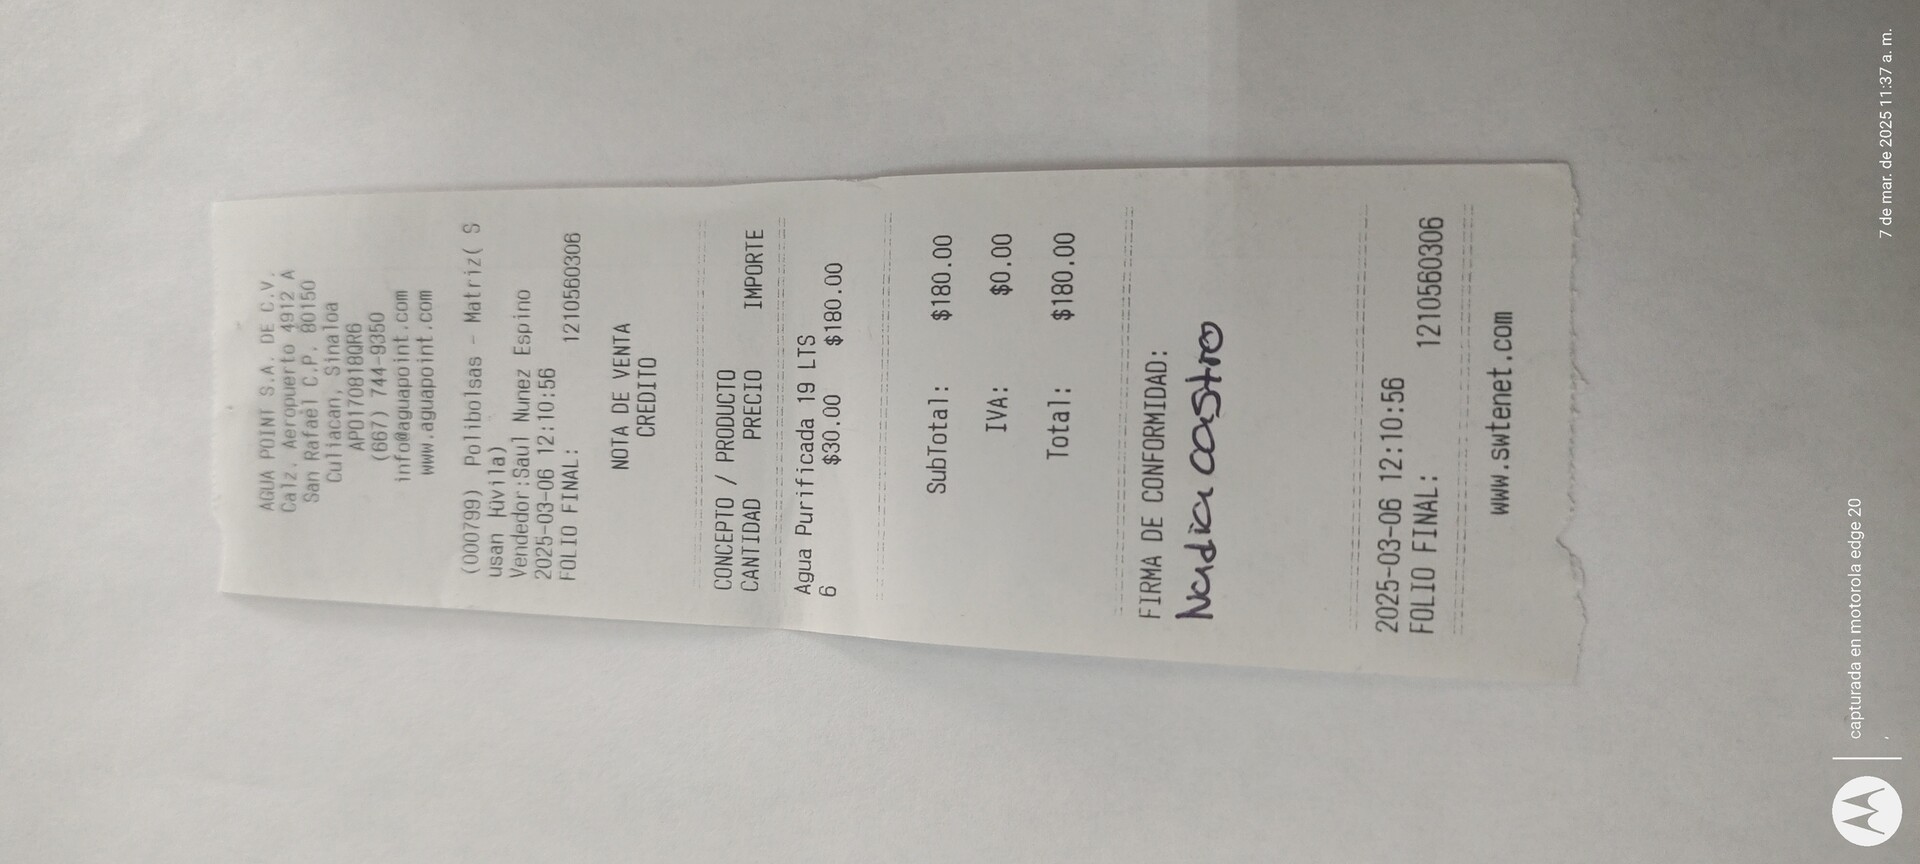 AGUA POINT S.A. DE C.V.
Calz. Aeropuerto 4912 A
San Rafael C.P. 80150
Culiacan, Sinaloa
APO170818QR6
(667) 744-9350
info@aguapoint.com
www.aguapoint.com
(000799) Polibolsas - Matriz( S
usan Iúvila)
Vendedor:Saul Nunez Espino
2025-03-06 12:10:56
FOLIO FINAL: 1210560306
NOTA DE VENTA
CREDITO
CONCEPTO / PRODUCTO
CANTIDAD PRECIO IMPORTE
Agua Purificada 19 LTS
6 $30.00 $180.00
SubTotal: $180.00
IVA: $0.00
Total: $180.00
FIRMA DE CONFORMIDAD:
Nadia castro
2025-03-06 12:10:56
FOLIO FINAL: 1210560306
www.swtenet.com
capturada en motorola edge 20
,
7 de mar. de 2025 11:37 a. m.